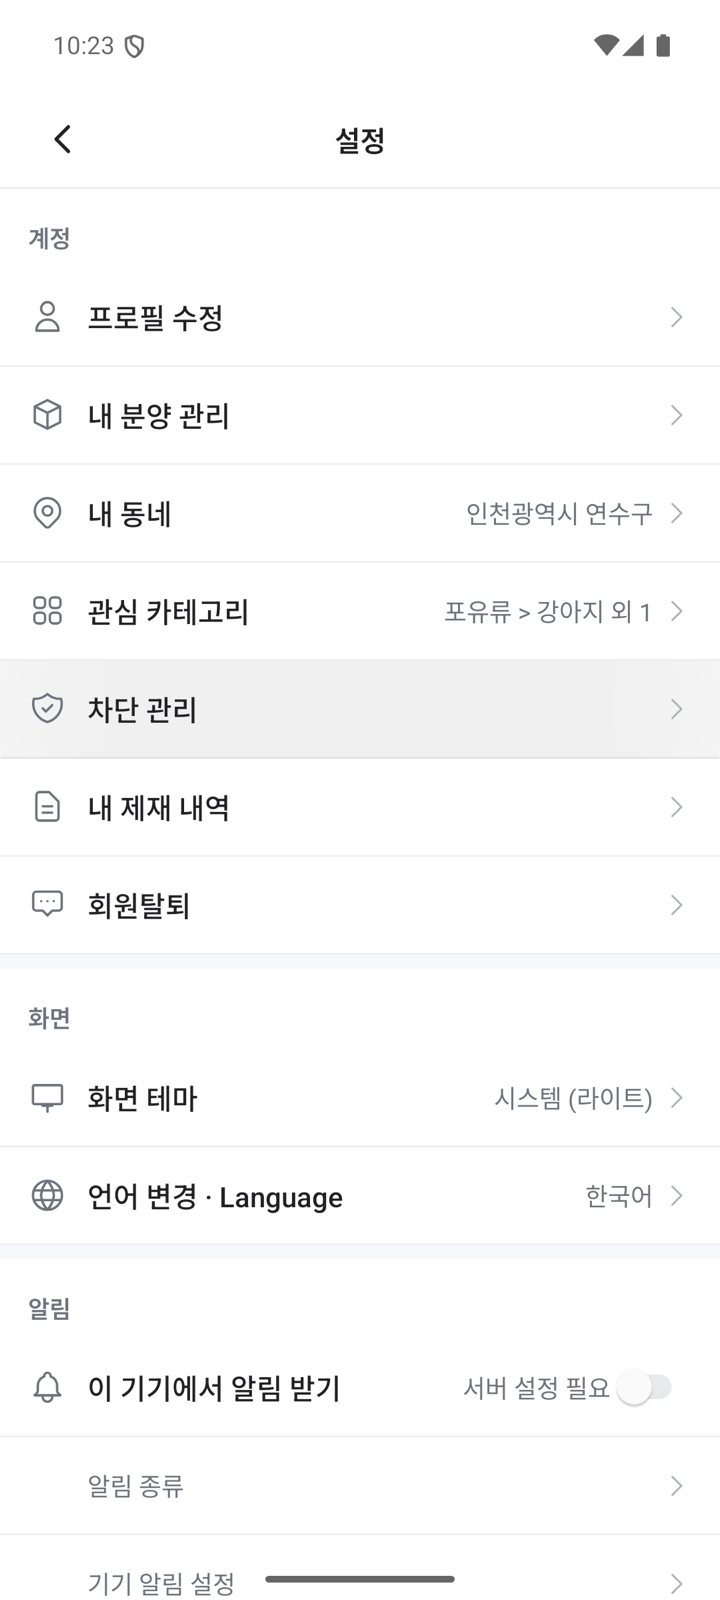 10:23
설정
계정
프로필 수정
내 분양 관리
내 동네 인천광역시 연수구
관심 카테고리 포유류 > 강아지 외 1
차단 관리
내 제재 내역
회원탈퇴
화면
화면 테마 시스템 (라이트)
언어 변경 · Language 한국어
알림
이 기기에서 알림 받기 서버 설정 필요
알림 종류
기기 알림 설정